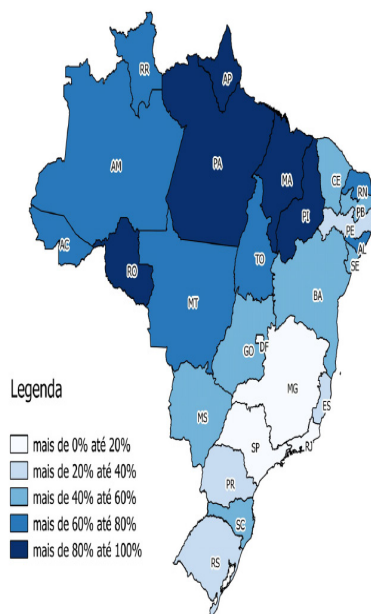 RR
AP
AM
PA
MA
CE
RN
PB
PI
PE
AC
AL
TO
SE
RO
BA
MT
DF
GO
MG
Legenda
ES
MS
mais de 0% até 20%
SP
RJ
mais de 20% até 40%
PR
mais de 40% até 60%
SC
mais de 60% até 80%
mais de 80% até 100%
RS